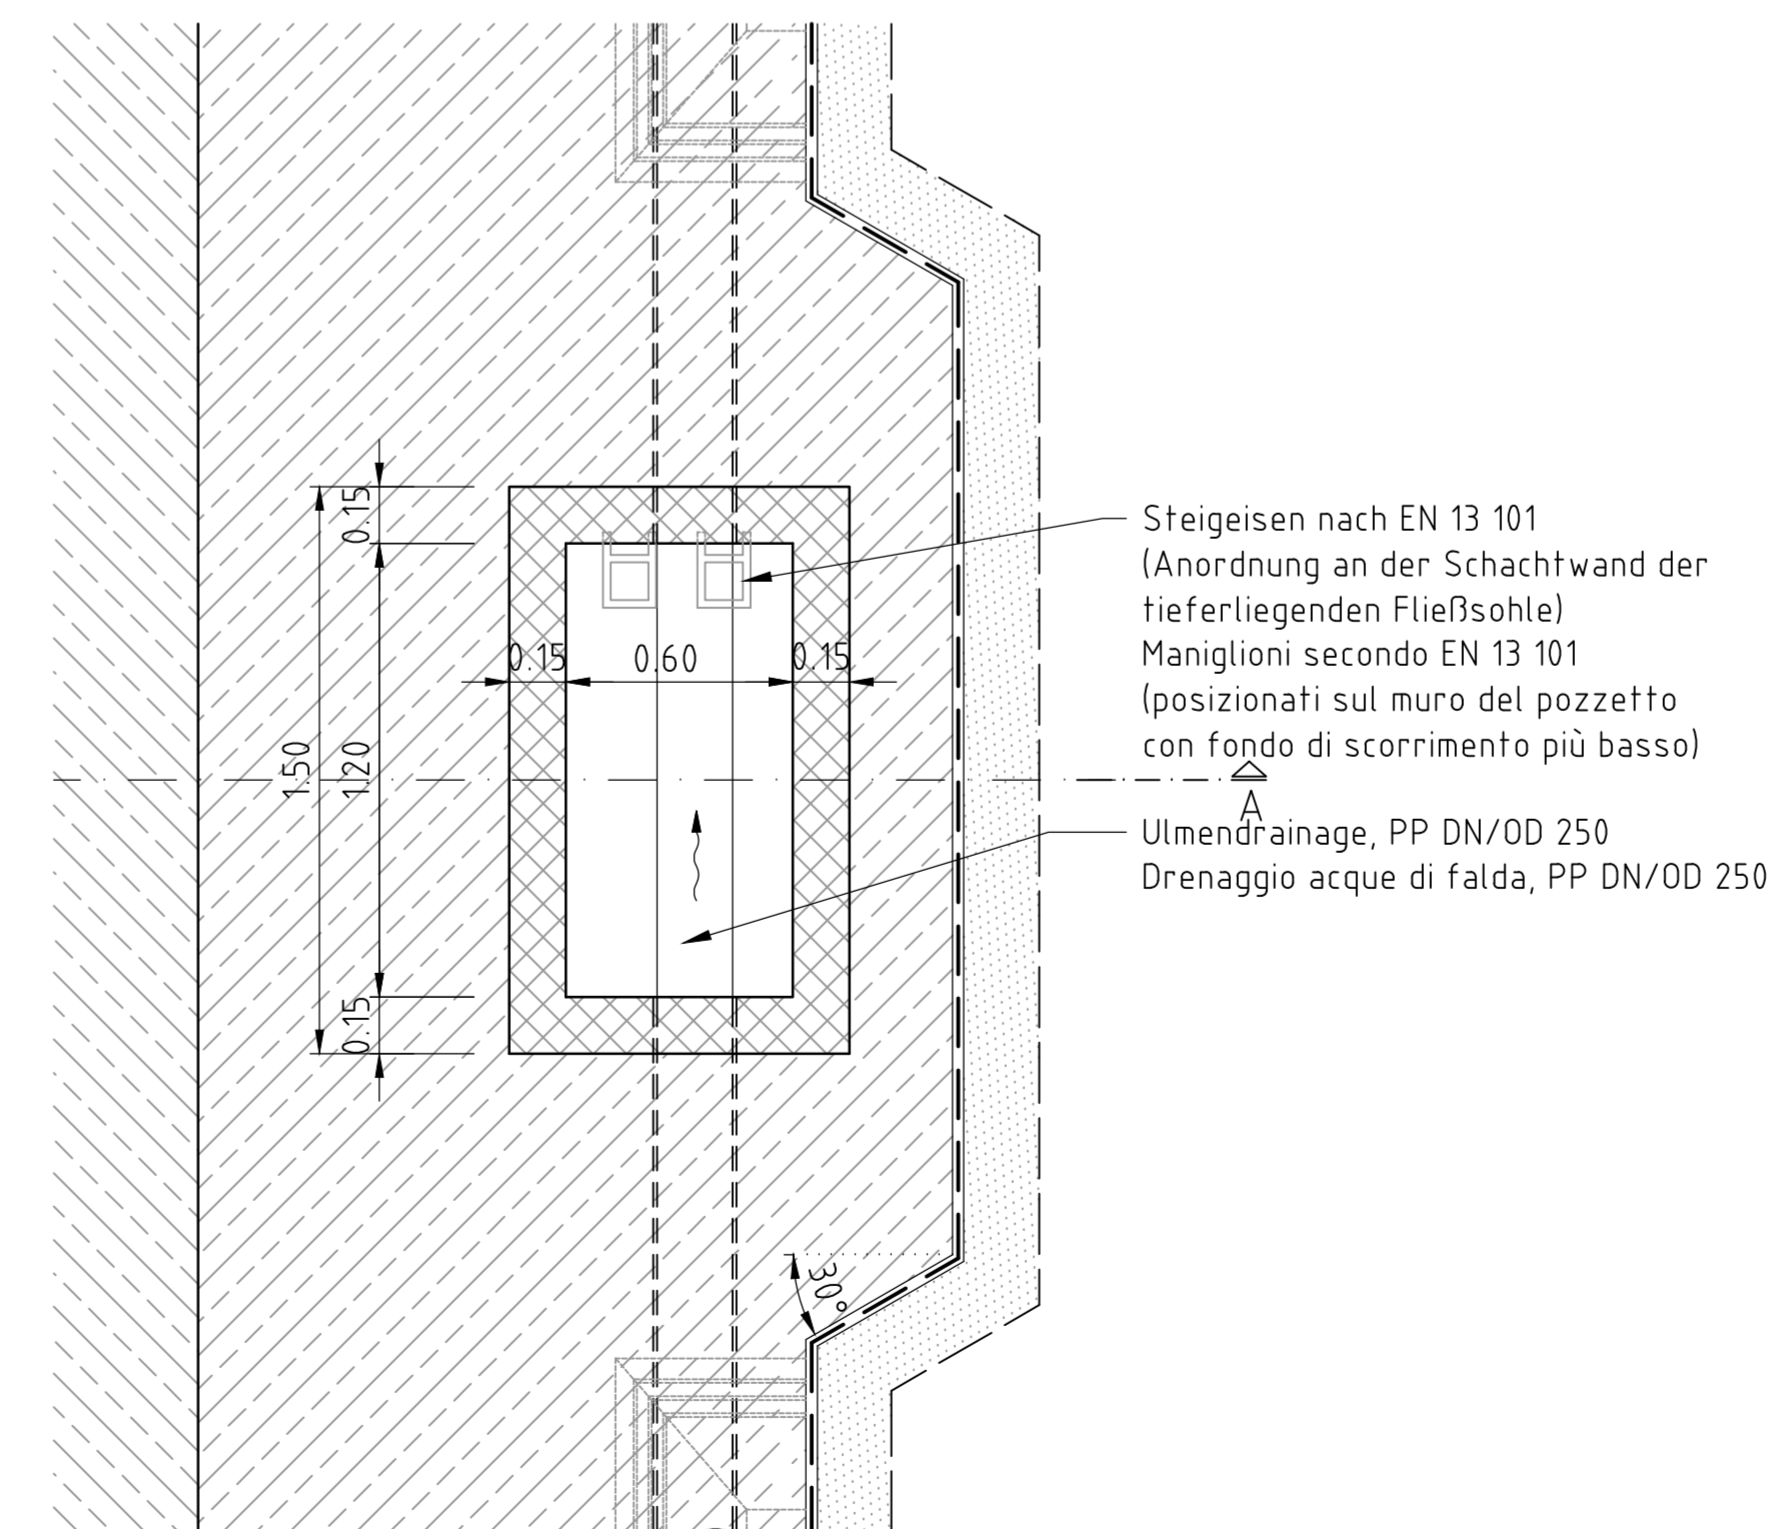 0.15
1.50
1.20
0.15
0.15
0.60
0.15
Steigeisen nach EN 13 101
(Anordnung an der Schachtwand der
tieferliegenden Fließsohle)
Maniglioni secondo EN 13 101
(posizionati sul muro del pozzetto
con fondo di scorrimento più basso)
A
Ulmendrainage, PP DN/OD 250
Drenaggio acque di falda, PP DN/OD 250
30°